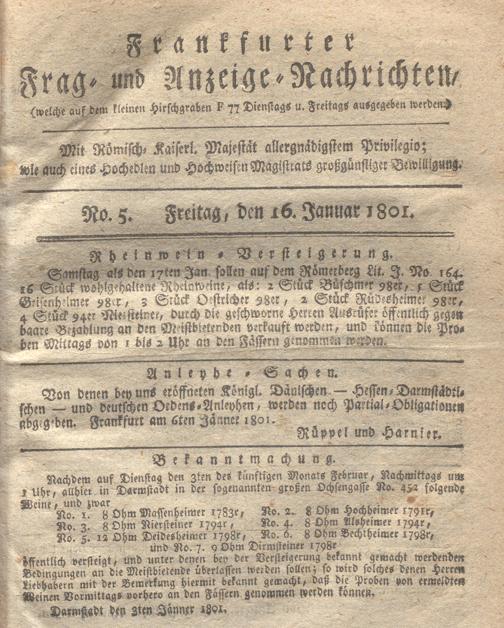 Frankfurter
Frag- und Anzeige-Nachrichten,
(welche auf dem kleinen Hirschgraben F 77 Dienstags u. Freitags ausgegeben werden.)
Mit Römisch-Kaiserl. Majestät allergnädigstem Privilegio;
wie auch eines Hochedlen und Hochweisen Magistrats großgünstiger Bewilligung.
No. 5. Freitag, den 16. Januar 1801.
Rheinwein-Versteigerung.
Samstag als den 17ten Jan. sollen auf dem Römerberg Lit. J. No. 164.
16 Stück wohlgehaltene Rheinweine, als: 2 Stück Büschmer 98er, 1 Stück
Geisenheimer 98er, 3 Stück Oestricher 98er, 2 Stück Rüdesheimer 98er,
4 Stück 94er Niersteiner, durch die geschworne Herren Ausrüfer öffentlich gegen
baare Bezahlung an den Meistbietenden verkauft werden, und können die Pro-
ben Mittags von 1 bis 2 Uhr an den Fässern genommen werden.
Anleyhe-Sachen.
Von denen bey uns eröffneten Königl. Dänischen — Hessen-Darmstädti-
schen — und deutschen Ordens-Anleyhen, werden noch Partial-Obligationen
abgegeben. Frankfurt am 6ten Jänner 1801.
Rüppel und Harnier.
Bekanntmachung.
Nachdem auf Dienstag den 3ten des künftigen Monats Februar, Nachmittags um
1 Uhr, allhier in Darmstadt in der sogenannten großen Ochsengasse No. 452 folgende
Weine, und zwar
No. 1. 8 Ohm Massenheimer 1783r, No. 2. 8 Ohm Hochheimer 1791r,
No. 3. 8 Ohm Niersteiner 1794r, No. 4. 8 Ohm Alsheimer 1794r,
No. 5. 12 Ohm Deidesheimer 1798r, No. 6. 8 Ohm Bechtheimer 1798r,
und No. 7. 9 Ohm Dirmsteiner 1798r
öffentlich versteigt, und unter denen bey der Versteigerung bekannt gemacht werdenden
Bedingungen an die Meistbietende überlassen werden sollen; so wird solches denen Herren
Liebhabern mit der Bemerkung hiermit bekannt gemacht, daß die Proben von ermeldten
Weinen Vormittags vorhero an den Fässern genommen werden können.
Darmstadt den 3ten Jänner 1801.